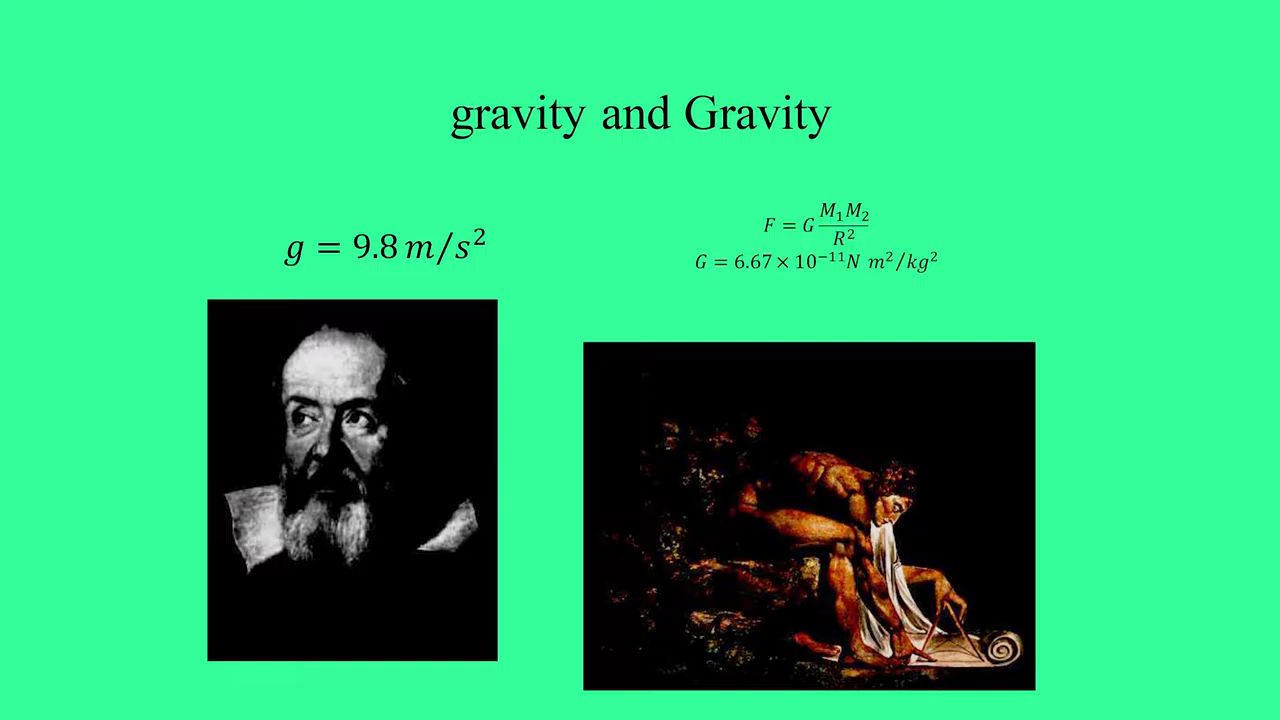 gravity and Gravity
g = 9.8 m/s²
F = G M₁M₂/R²
G = 6.67 × 10⁻¹¹N m²/kg²